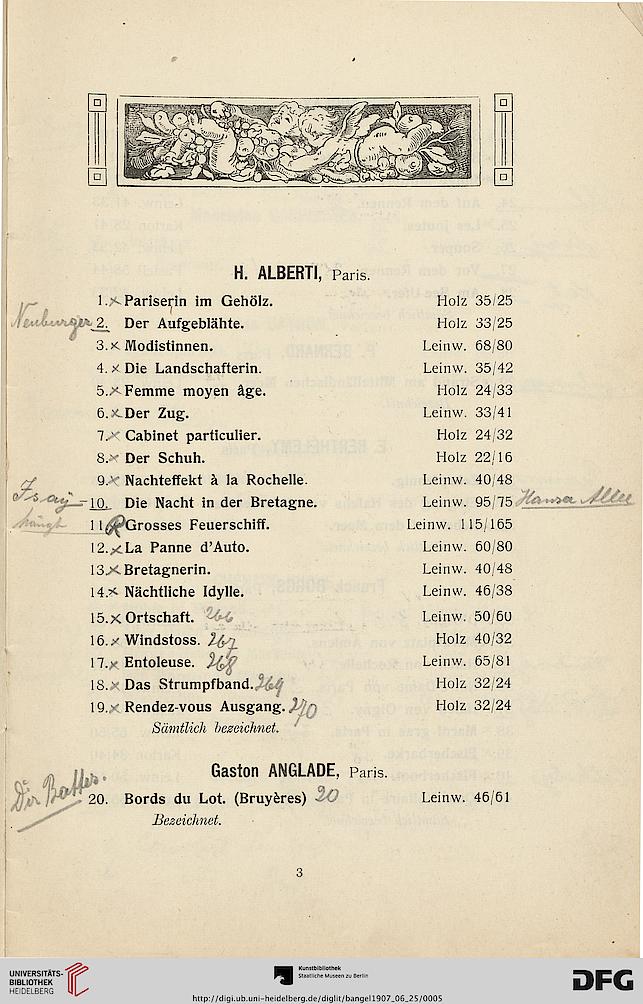 H. ALBERTI, Paris.
1. × Pariserin im Gehölz. Holz 35/25
Neuburger 2. Der Aufgeblähte. Holz 33/25
3. × Modistinnen. Leinw. 68/80
4. × Die Landschafterin. Leinw. 35/42
5. × Femme moyen âge. Holz 24/33
6. × Der Zug. Leinw. 33/41
7. × Cabinet particulier. Holz 24/32
8. × Der Schuh. Holz 22/16
9. × Nachteffekt à la Rochelle. Leinw. 40/48
Isay 10. Die Nacht in der Bretagne. Leinw. 95/75 Hansa Allee
hängt 11. R Grosses Feuerschiff. Leinw. 115/165
12. × La Panne d'Auto. Leinw. 60/80
13. × Bretagnerin. Leinw. 40/48
14. × Nächtliche Idylle. Leinw. 46/38
15. × Ortschaft. 266 Leinw. 50/60
16. × Windstoss. 267 Holz 40/32
17. × Entoleuse. 268 Leinw. 65/81
18. × Das Strumpfband. 269 Holz 32/24
19. × Rendez-vous Ausgang. 270 Holz 32/24
Sämtlich bezeichnet.
Gaston ANGLADE, Paris.
Dir
20. Bords du Lot. (Bruyères) 20 Leinw. 46/61
Bezeichnet.
3
UNIVERSITÄTS-
BIBLIOTHEK
HEIDELBERG
Kunstbibliothek
Staatliche Museen zu Berlin
DFG
http://digi.ub.uni-heidelberg.de/diglit/bangel1907_06_25/0005